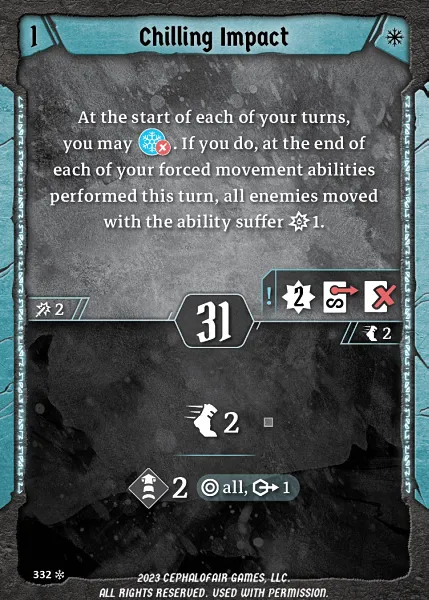 1
Chilling Impact
At the start of each of your turns,
you may . If you do, at the end of
each of your forced movement abilities
performed this turn, all enemies moved
with the ability suffer 1.
! 2
2
31
2
2
2 all, 1
332
2023 CEPHALOFAIR GAMES, LLC.
ALL RIGHTS RESERVED. USED WITH PERMISSION.